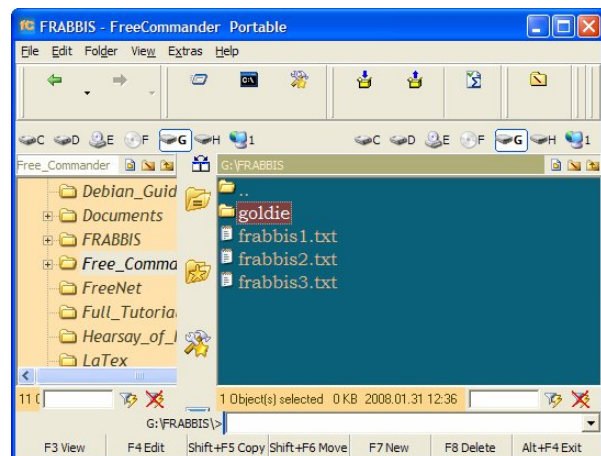 FRABBIS - FreeCommander Portable
File Edit Folder View Extras Help
C D E F G H 1 C D E F G H 1
Free_Commander G:\FRABBIS
Debian_Guid
Documents
FRABBIS
Free_Comma
FreeNet
Full_Tutoria
Hearsay_of_
LaTex
..
goldie
frabbis1.txt
frabbis2.txt
frabbis3.txt
11 ( 1 Object(s) selected 0 KB 2008.01.31 12:36
G:\FRABBIS\>
F3 View F4 Edit Shift+F5 Copy Shift+F6 Move F7 New F8 Delete Alt+F4 Exit